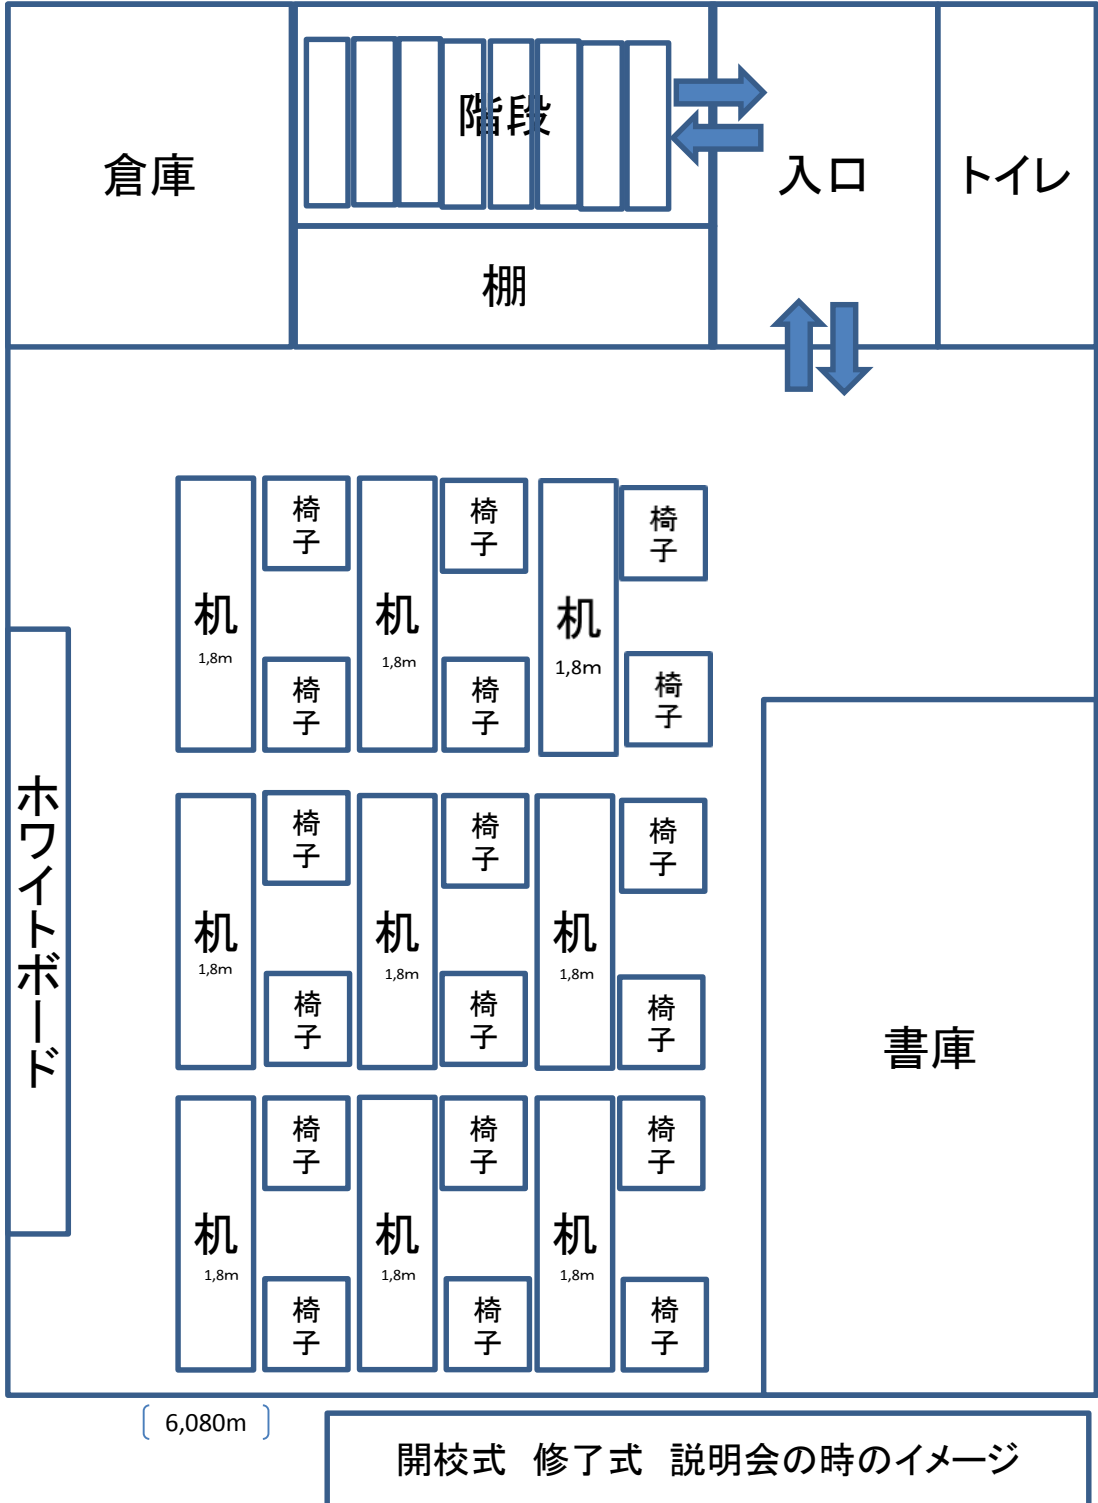 倉庫
階段
入口
トイレ
棚
椅子
椅子
椅子
机
1,8m
机
1,8m
机
1,8m
椅子
椅子
椅子
ホワイトボード
椅子
椅子
椅子
机
1,8m
机
1,8m
机
1,8m
椅子
椅子
椅子
書庫
椅子
椅子
椅子
机
1,8m
机
1,8m
机
1,8m
椅子
椅子
椅子
6,080m
開校式　修了式　説明会の時のイメージ